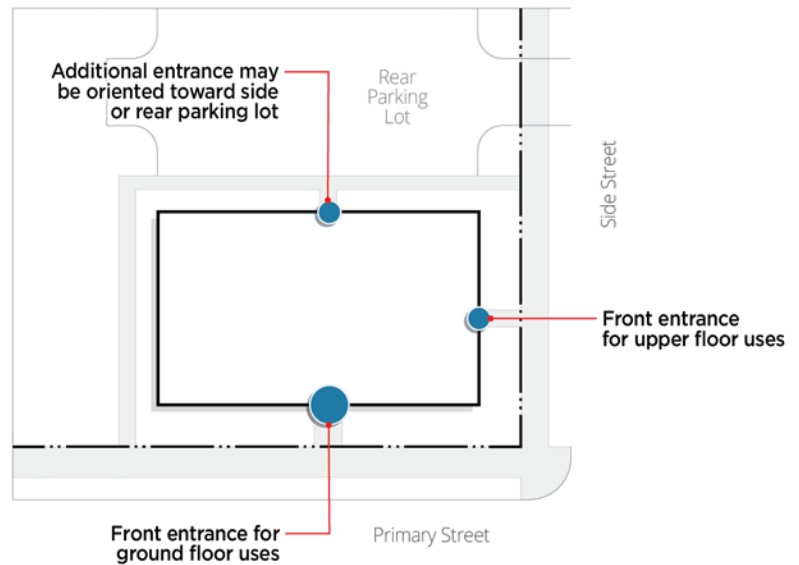 Additional entrance may
be oriented toward side
or rear parking lot
Rear
Parking
Lot
Side Street
Front entrance
for upper floor uses
Front entrance for
ground floor uses
Primary Street